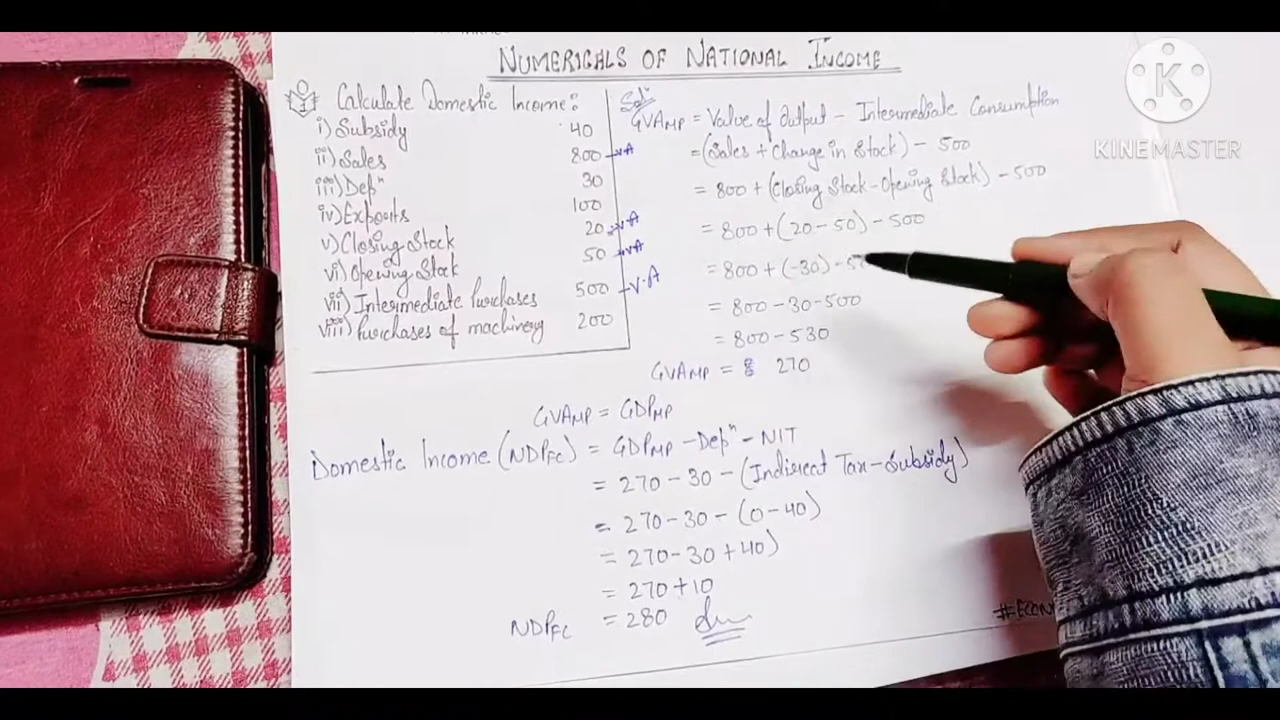 NUMERICALS OF NATIONAL INCOME
Calculate Domestic Income:
i) Subsidy 40
ii) Sales 800 V.A
iii) Depⁿ 30
iv) Exports 100
v) Closing Stock 20 V.A
vi) Opening Stock 50 V.A
vii) Intermediate Purchases 500 V.A
viii) Purchases of machinery 200
Solⁿ
GVAMP = Value of Output - Intermediate Consumption
= (Sales + Change in Stock) - 500
= 800 + (Closing Stock - Opening Stock) - 500
= 800 + (20 - 50) - 500
= 800 + (-30) - 5
= 800 - 30 - 500
= 800 - 530
GVAMP = 270
GVAMP = GDPMP
Domestic Income (NDPFC) = GDPMP - Depⁿ - NIT
= 270 - 30 - (Indirect Tax - Subsidy)
= 270 - 30 - (0 - 40)
= 270 - 30 + 40)
= 270 + 10
NDPFC = 280
#ECON
K
KINEMASTER